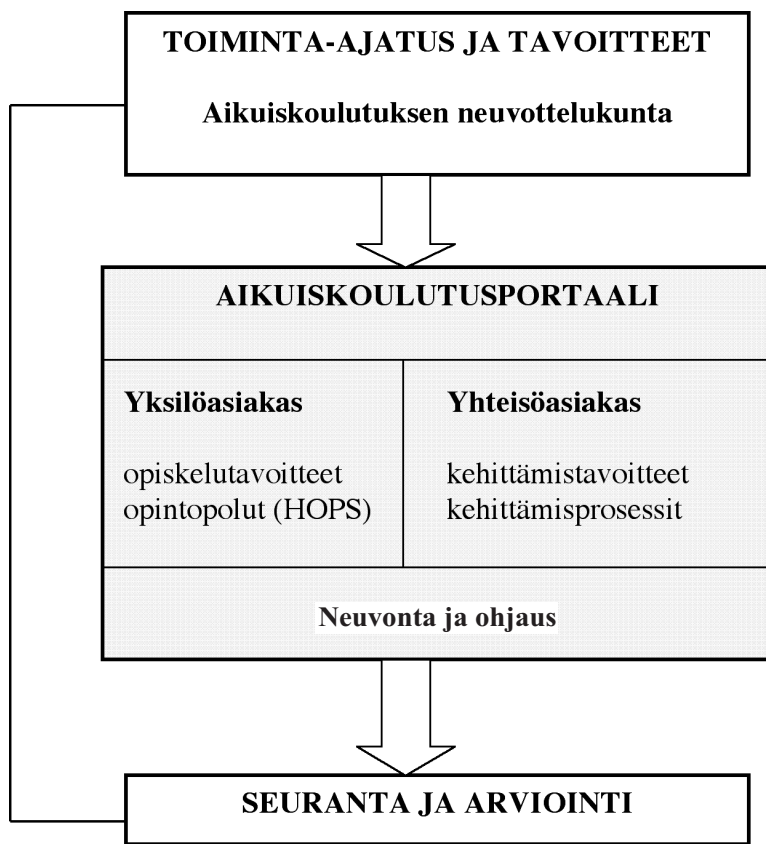 TOIMINTA-AJATUS JA TAVOITTEET
Aikuiskoulutuksen neuvottelukunta
AIKUISKOULUTUSPORTAALI
Yksilöasiakas
opiskelutavoitteet
opintopolut (HOPS)
Yhteisöasiakas
kehittämistavoitteet
kehittämisprosessit
Neuvonta ja ohjaus
SEURANTA JA ARVIOINTI